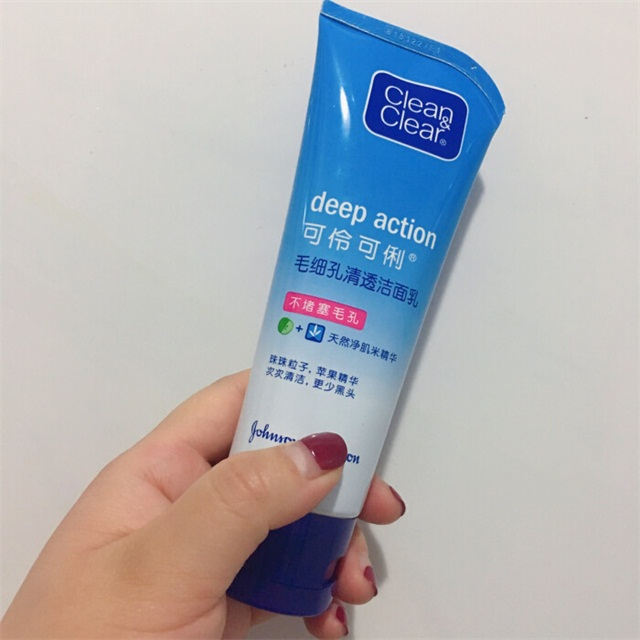 Clean &
Clear®
deep action
可伶可俐®
毛细孔清透洁面乳
不堵塞毛孔
+ 天然净肌米精华
珠珠粒子，苹果精华
次次清洁，更少黑头